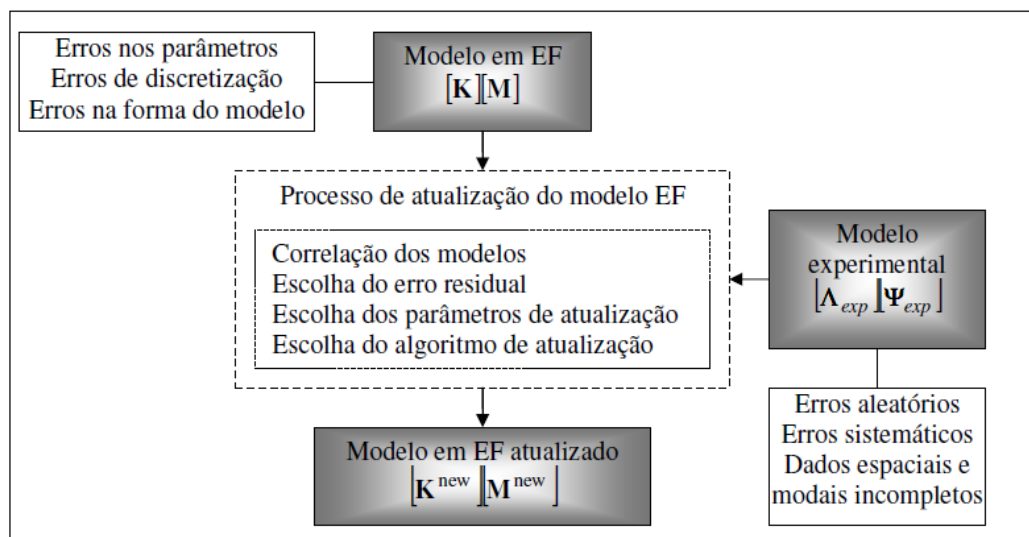 Erros nos parâmetros
Erros de discretização
Erros na forma do modelo
Modelo em EF
[K][M]
Processo de atualização do modelo EF
Correlação dos modelos
Escolha do erro residual
Escolha dos parâmetros de atualização
Escolha do algoritmo de atualização
Modelo
experimental
[Λexp][Ψexp]
Erros aleatórios
Erros sistemáticos
Dados espaciais e
modais incompletos
Modelo em EF atualizado
[K new][M new]